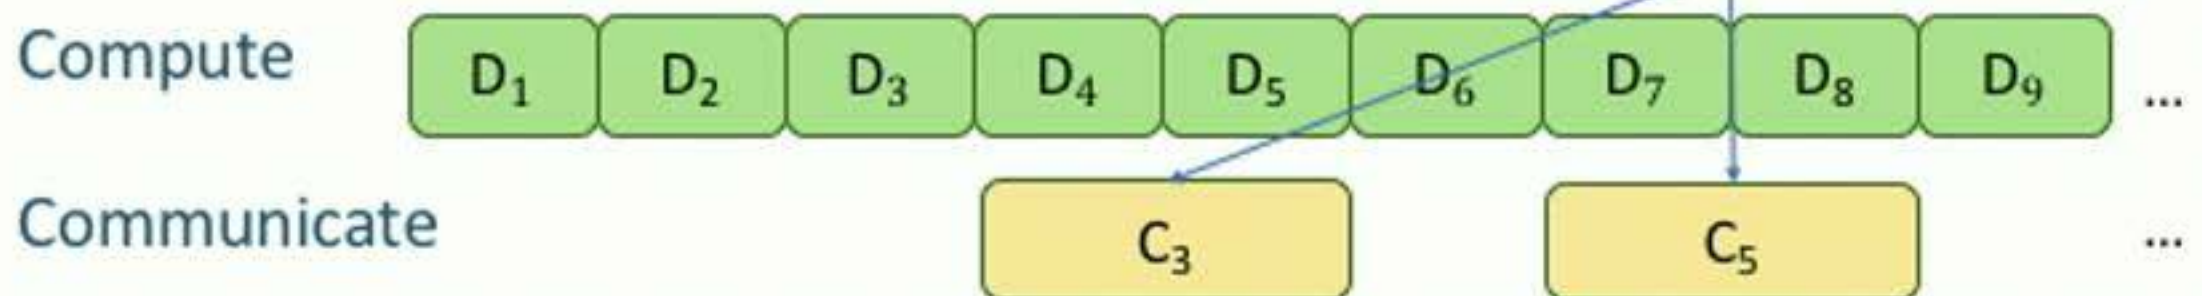 Compute D₁ D₂ D₃ D₄ D₅ D₆ D₇ D₈ D₉ ...
Communicate C₃ C₅ ...